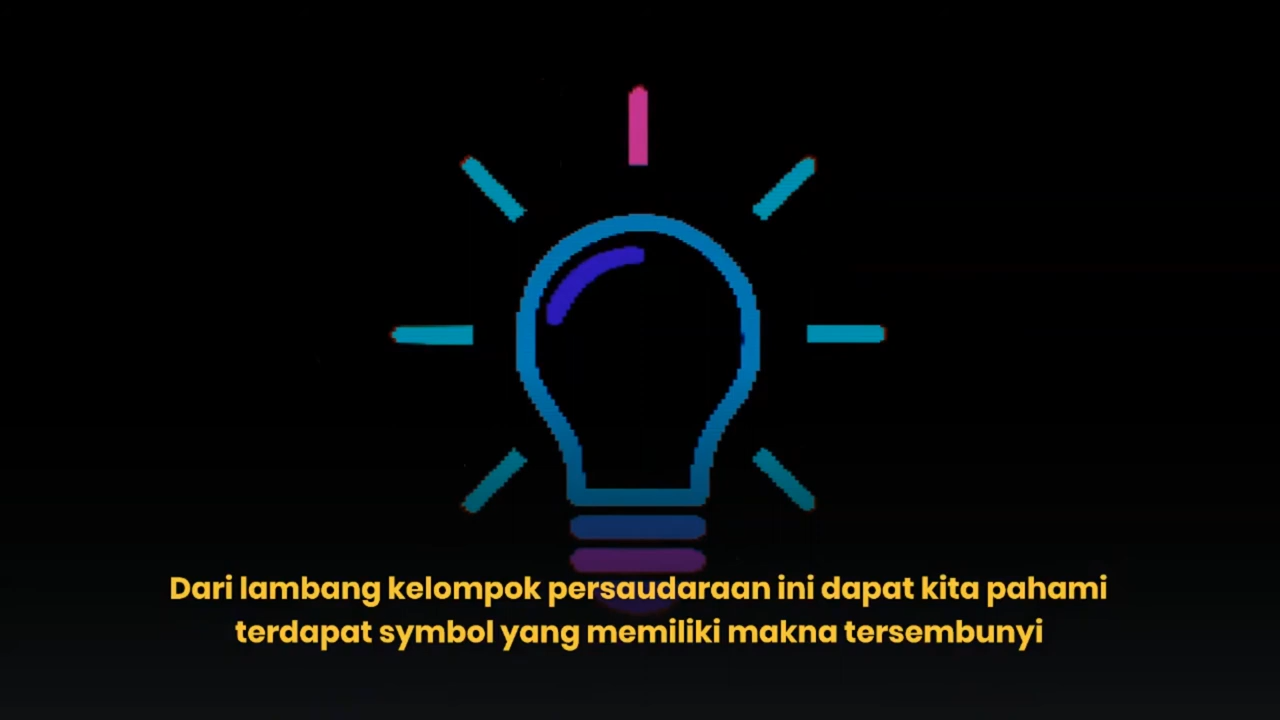 Dari lambang kelompok persaudaraan ini dapat kita pahami
terdapat symbol yang memiliki makna tersembunyi